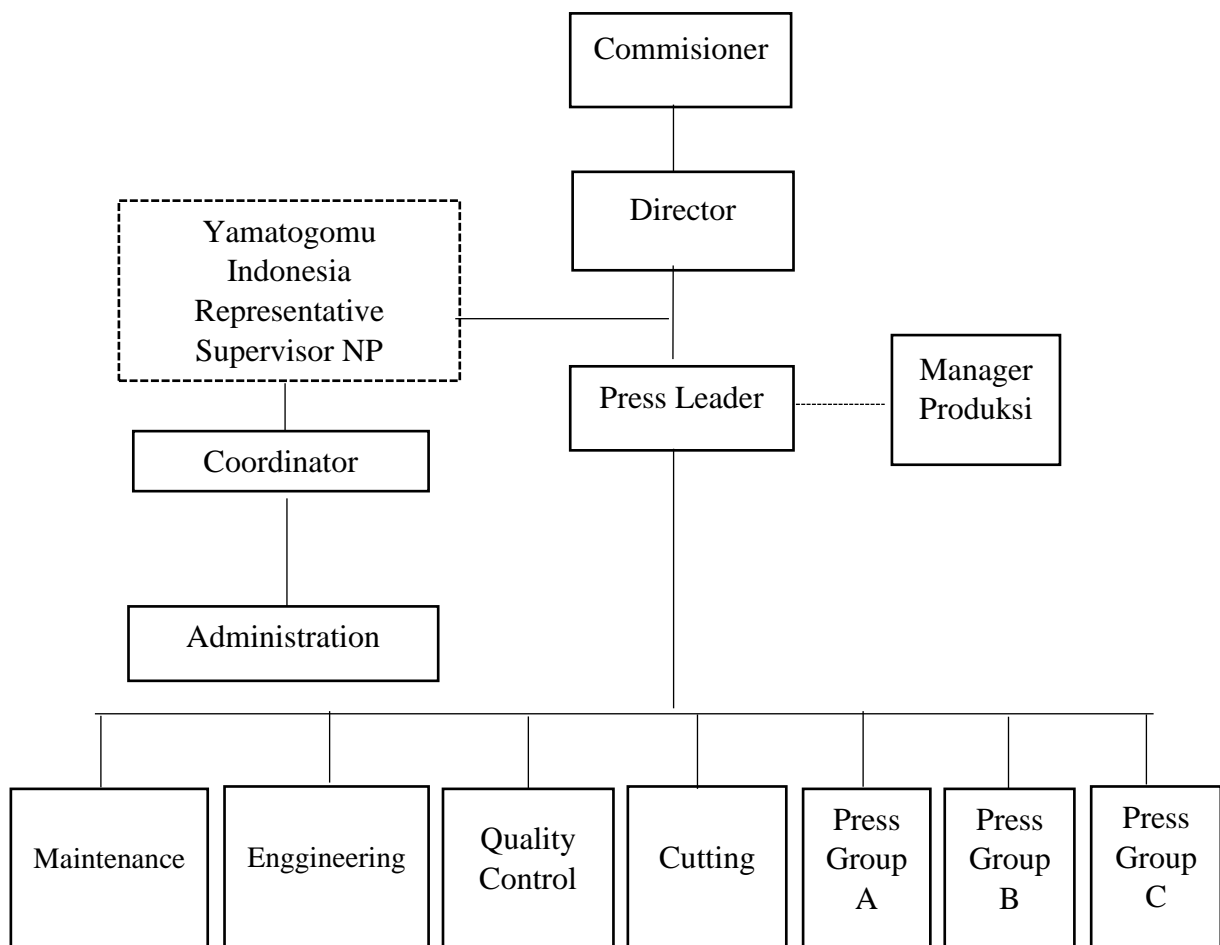 Commisioner
Director
Yamatogomu
Indonesia
Representative
Supervisor NP
Press Leader
Manager
Produksi
Coordinator
Administration
Maintenance
Enggineering
Quality
Control
Cutting
Press
Group
A
Press
Group
B
Press
Group
C